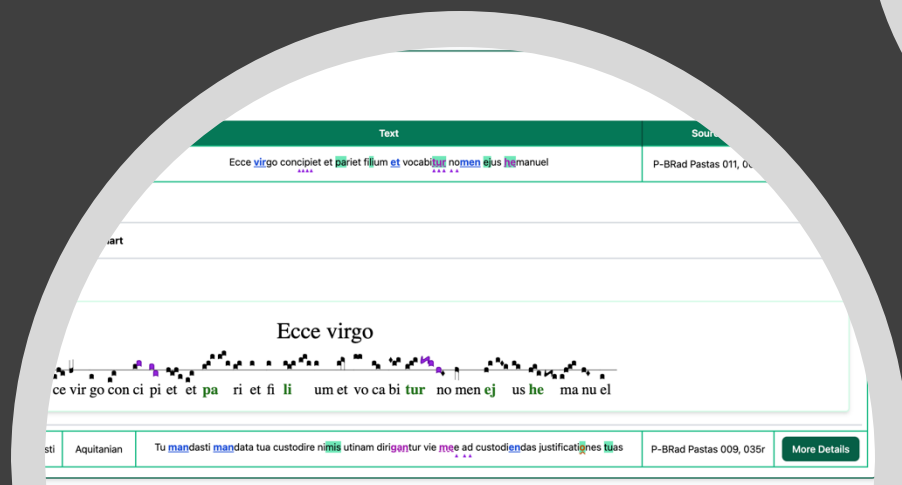 Text
Ecce virgo concipiet et pariet filium et vocabitur nomen ejus hemanuel
P-BRad Pastas 011,
Ecce virgo
ce vir go con ci pi et et pa ri et fi li um et vo ca bi tur no men ej us he ma nu el
Aquitanian Tu mandasti mandata tua custodire nimis utinam dirigantur vie mee ad custodiendas justificationes tuas P-BRad Pastas 009, 035r More Details